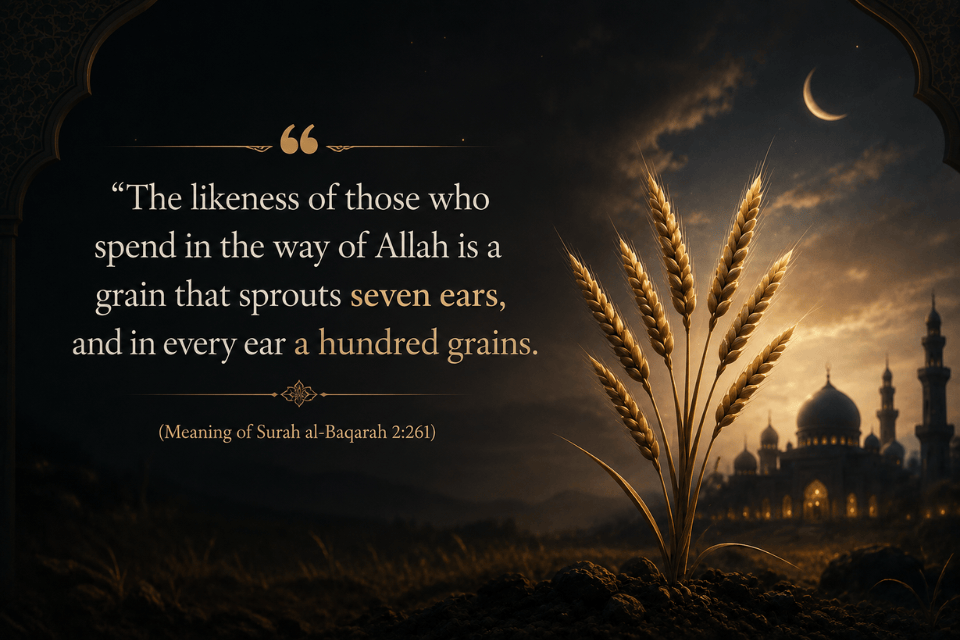 “The likeness of those who
spend in the way of Allah is a
grain that sprouts seven ears,
and in every ear a hundred grains.
(Meaning of Surah al-Baqarah 2:261)